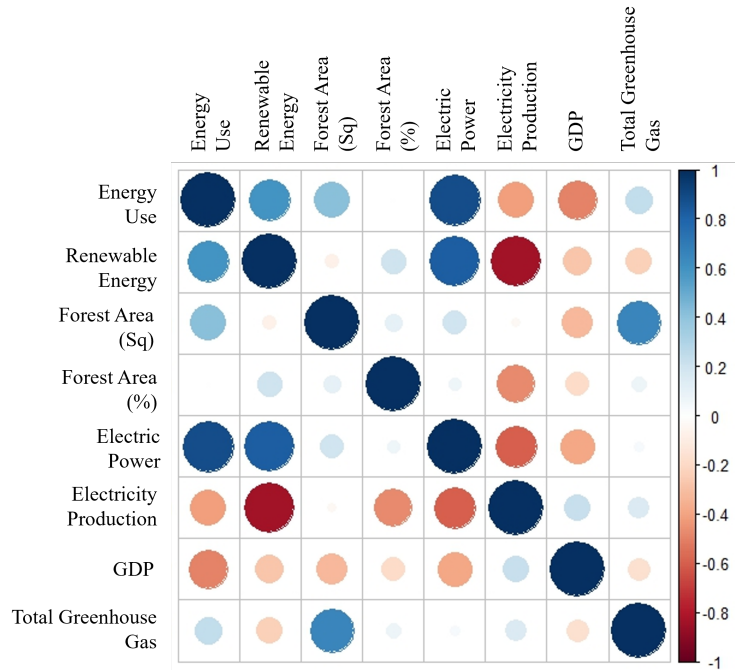 Energy
Use
Renewable
Energy
Forest Area
(Sq)
Forest Area
(%)
Electric
Power
Electricity
Production
GDP
Total Greenhouse
Gas
Energy
Use
Renewable
Energy
Forest Area
(Sq)
Forest Area
(%)
Electric
Power
Electricity
Production
GDP
Total Greenhouse
Gas
1
0.8
0.6
0.4
0.2
0
-0.2
-0.4
-0.6
-0.8
-1